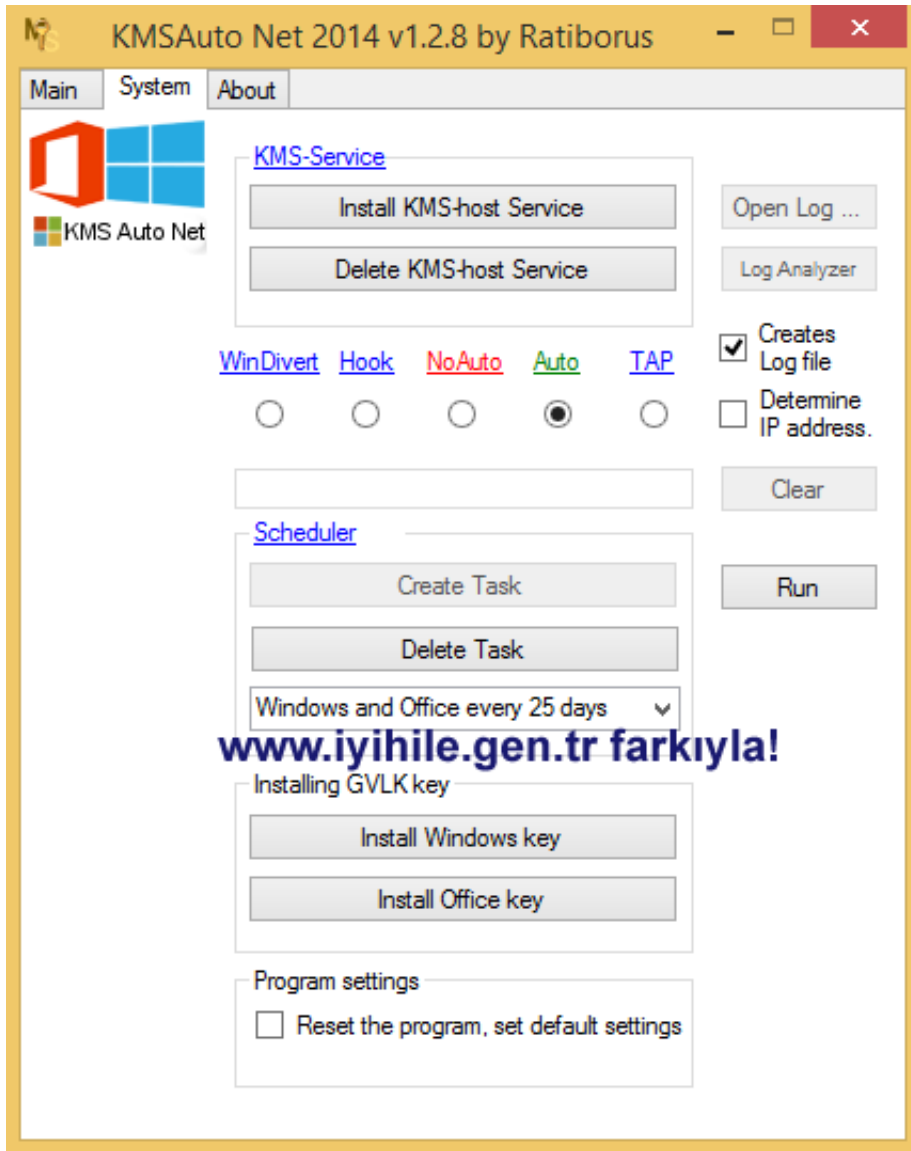 KMSAuto Net 2014 v1.2.8 by Ratiborus
Main System About
KMS Auto Net
KMS-Service
Install KMS-host Service
Delete KMS-host Service
Open Log ...
Log Analyzer
Creates
Log file
Determine
IP address.
WinDivert Hook NoAuto Auto TAP
Clear
Scheduler
Create Task
Run
Delete Task
Windows and Office every 25 days
www.iyihile.gen.tr farkıyla!
Installing GVLK key
Install Windows key
Install Office key
Program settings
Reset the program, set default settings